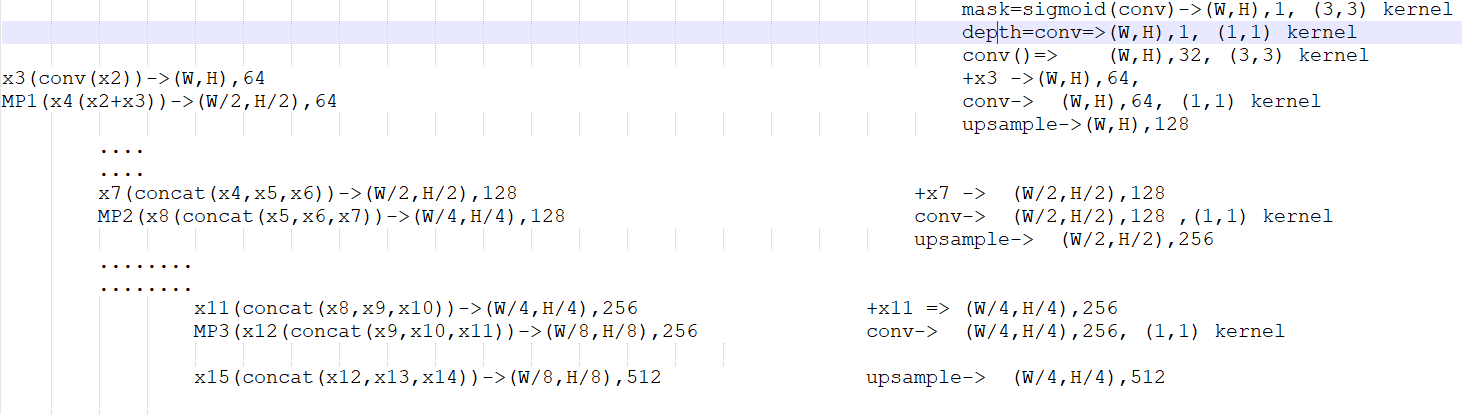 mask=sigmoid(conv)->(W,H),1, (3,3) kernel
depth=conv=>(W,H),1, (1,1) kernel
conv()=> (W,H),32, (3,3) kernel
x3(conv(x2))->(W,H),64 +x3 ->(W,H),64,
MP1(x4(x2+x3))->(W/2,H/2),64 conv-> (W,H),64, (1,1) kernel
upsample->(W,H),128
....
....
x7(concat(x4,x5,x6))->(W/2,H/2),128 +x7 -> (W/2,H/2),128
MP2(x8(concat(x5,x6,x7))->(W/4,H/4),128 conv-> (W/2,H/2),128 ,(1,1) kernel
upsample-> (W/2,H/2),256
........
........
x11(concat(x8,x9,x10))->(W/4,H/4),256 +x11 => (W/4,H/4),256
MP3(x12(concat(x9,x10,x11))->(W/8,H/8),256 conv-> (W/4,H/4),256, (1,1) kernel
x15(concat(x12,x13,x14))->(W/8,H/8),512 upsample-> (W/4,H/4),512